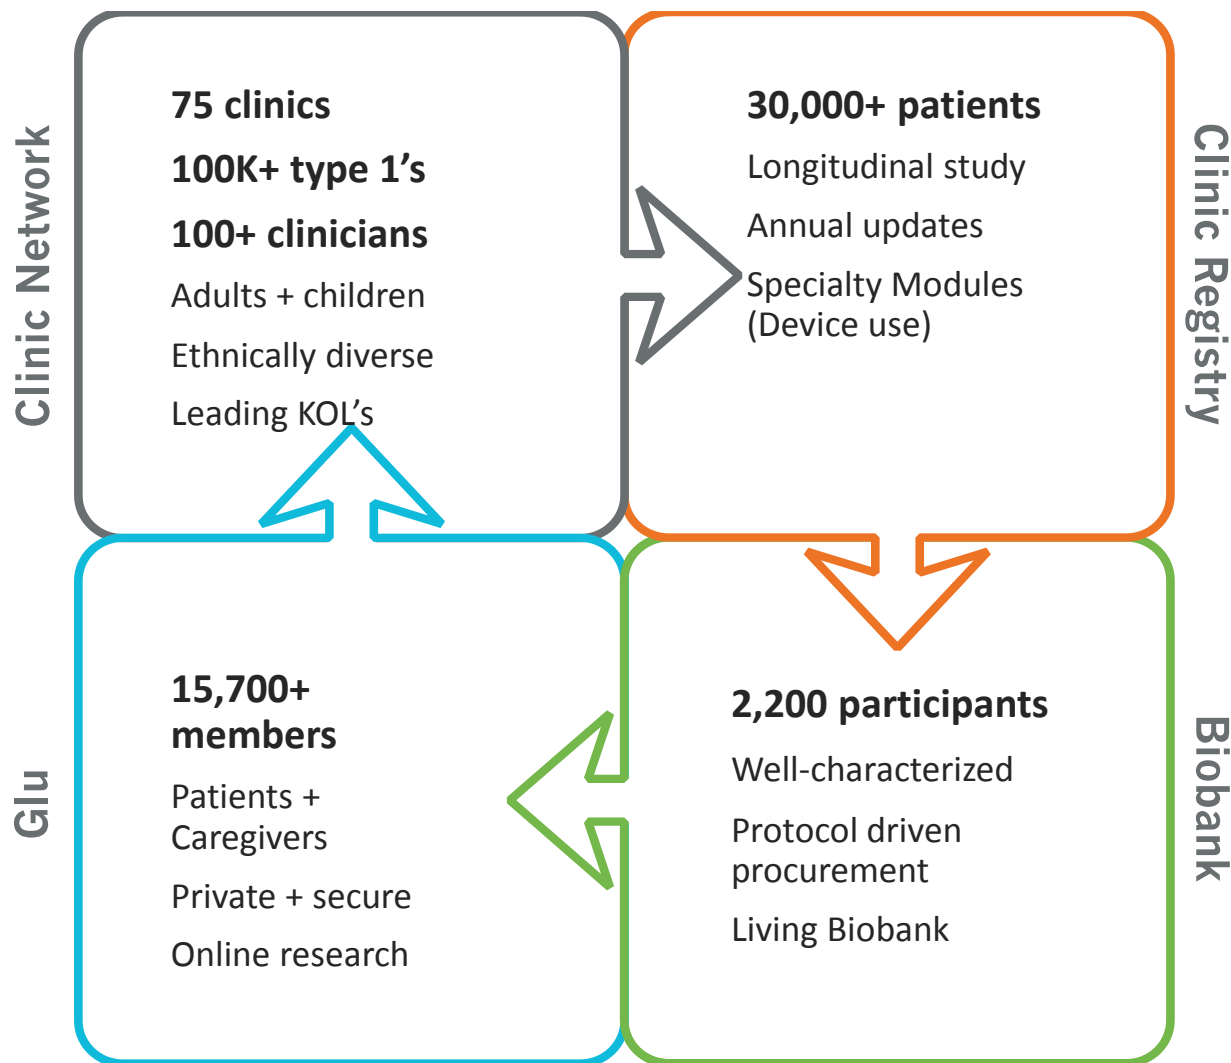 Clinic Network
75 clinics
100K+ type 1’s
100+ clinicians
Adults + children
Ethnically diverse
Leading KOL’s
30,000+ patients
Longitudinal study
Annual updates
Specialty Modules
(Device use)
Clinic Registry
Glu
15,700+
members
Patients +
Caregivers
Private + secure
Online research
2,200 participants
Well-characterized
Protocol driven
procurement
Living Biobank
Biobank